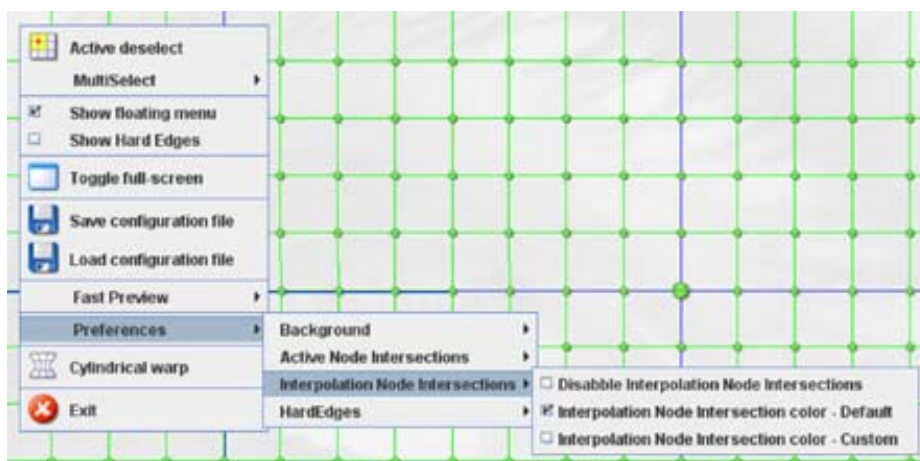 Active deselect
MultiSelect
Show floating menu
Show Hard Edges
Toggle full-screen
Save configuration file
Load configuration file
Fast Preview
Preferences
Cylindrical warp
Exit
Background
Active Node Intersections
Interpolation Node Intersections
HardEdges
Disabble Interpolation Node Intersections
Interpolation Node Intersection color - Default
Interpolation Node Intersection color - Custom